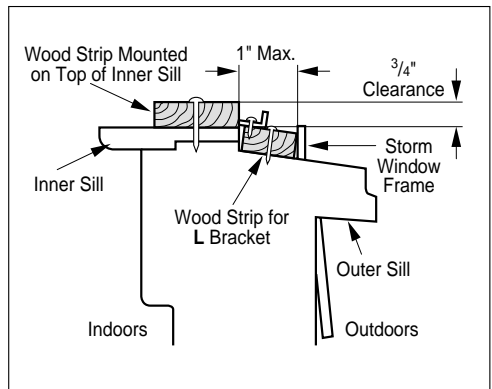 Wood Strip Mounted
on Top of Inner Sill
1" Max.
3/4"
Clearance
Inner Sill
Storm
Window
Frame
Wood Strip for
L Bracket
Outer Sill
Indoors
Outdoors